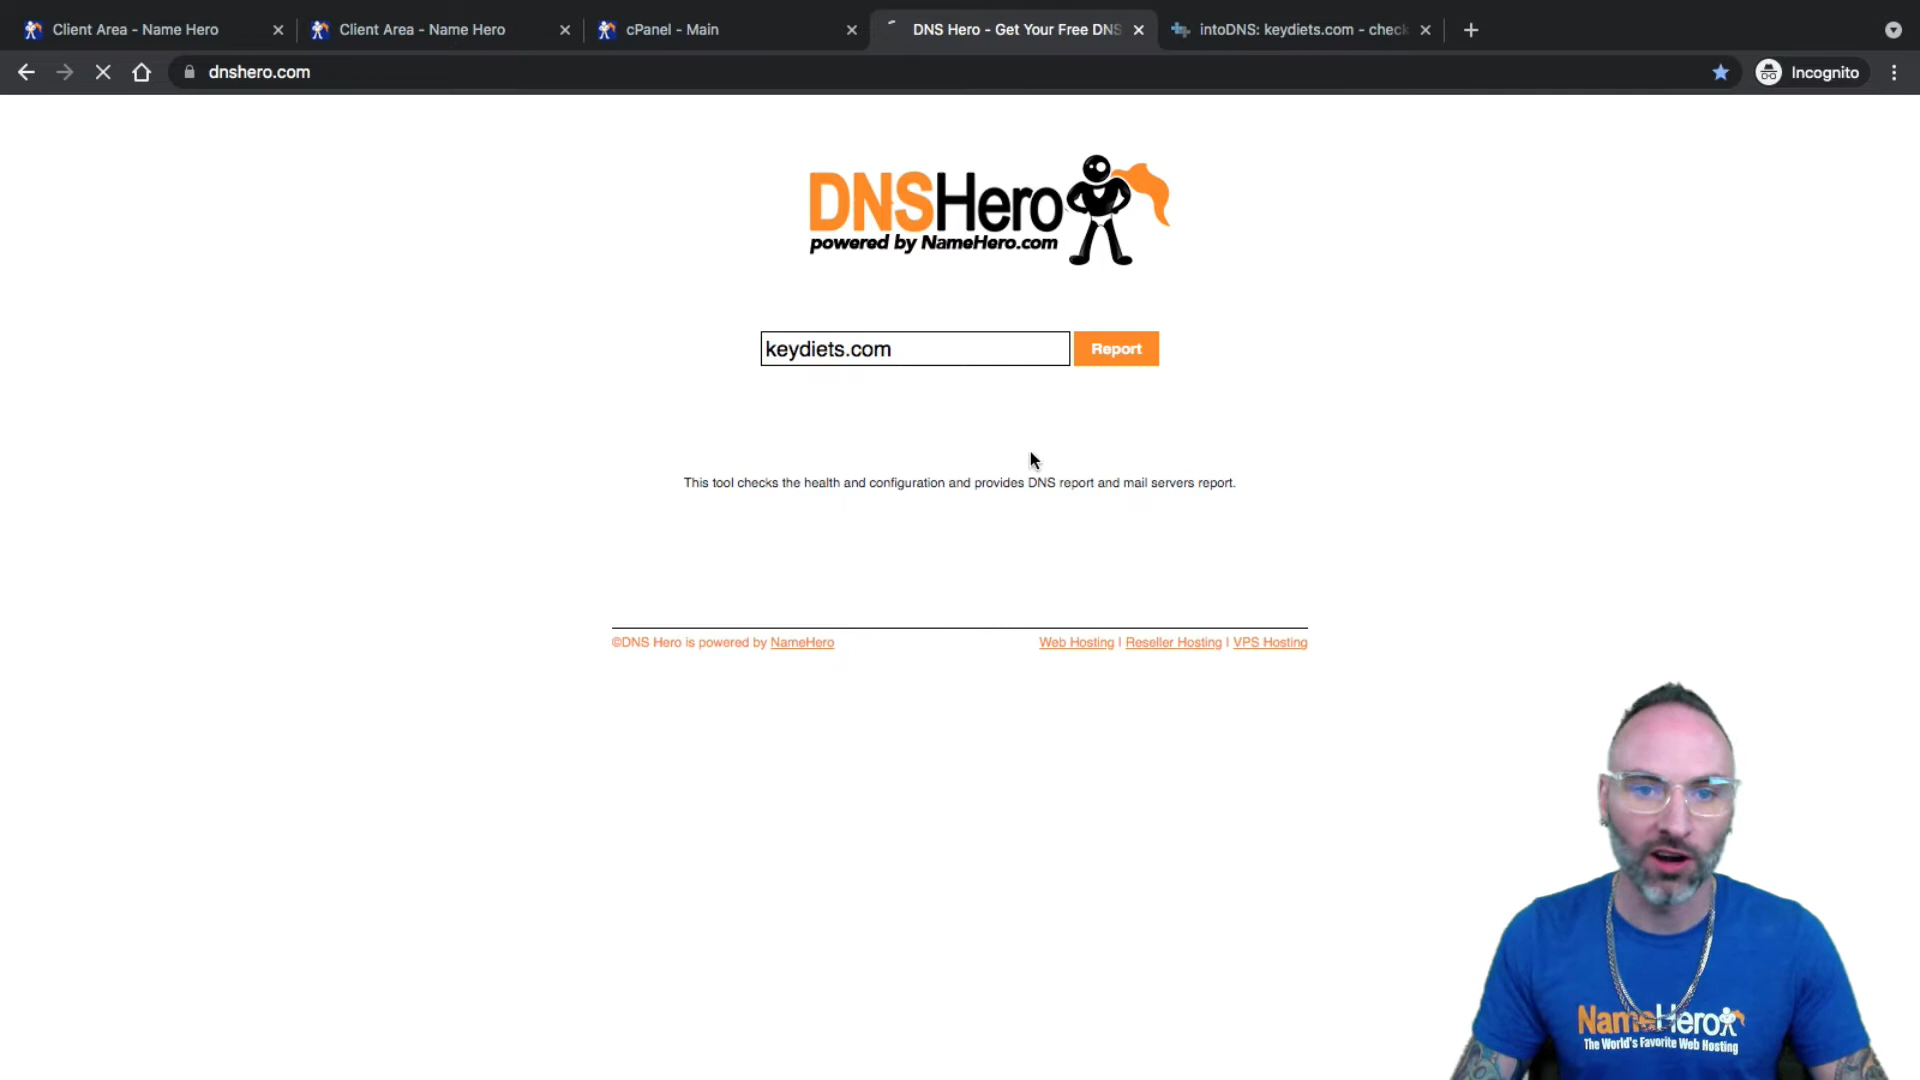 Client Area - Name Hero
Client Area - Name Hero
cPanel - Main
DNS Hero - Get Your Free DNS
intoDNS: keydiets.com - check
dnshero.com
Incognito
DNSHero
powered by NameHero.com
keydiets.com
Report
This tool checks the health and configuration and provides DNS report and mail servers report.
©DNS Hero is powered by NameHero
Web Hosting | Reseller Hosting | VPS Hosting
NameHero
The World's Favorite Web Hosting